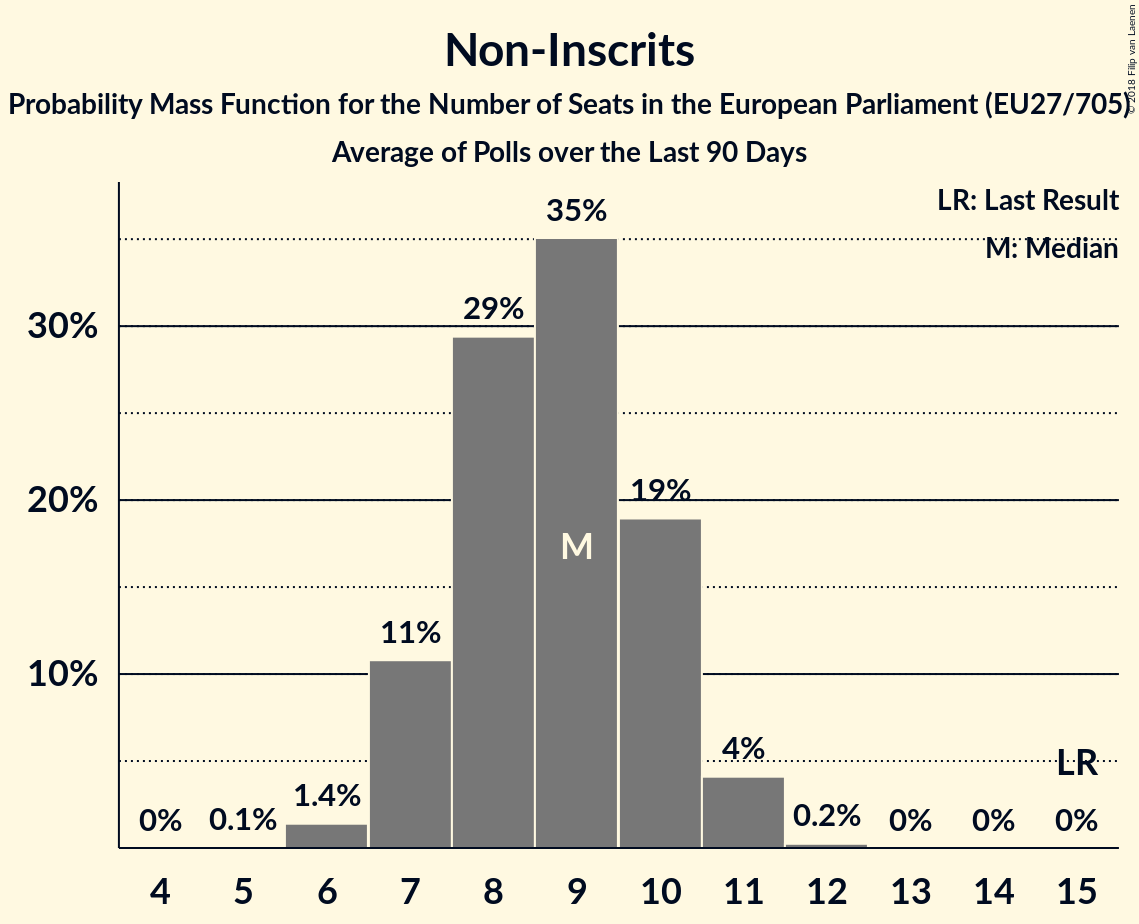 Non-Inscrits
Probability Mass Function for the Number of Seats in the European Parliament (EU27/705)
Average of Polls over the Last 90 Days
© 2018 Filip van Laenen
LR: Last Result
M: Median
35%
29%
30%
19%
20%
M
11%
10%
4%
LR
1.4%
0%
0.1%
0.2%
0%
0%
0%
4 5 6 7 8 9 10 11 12 13 14 15